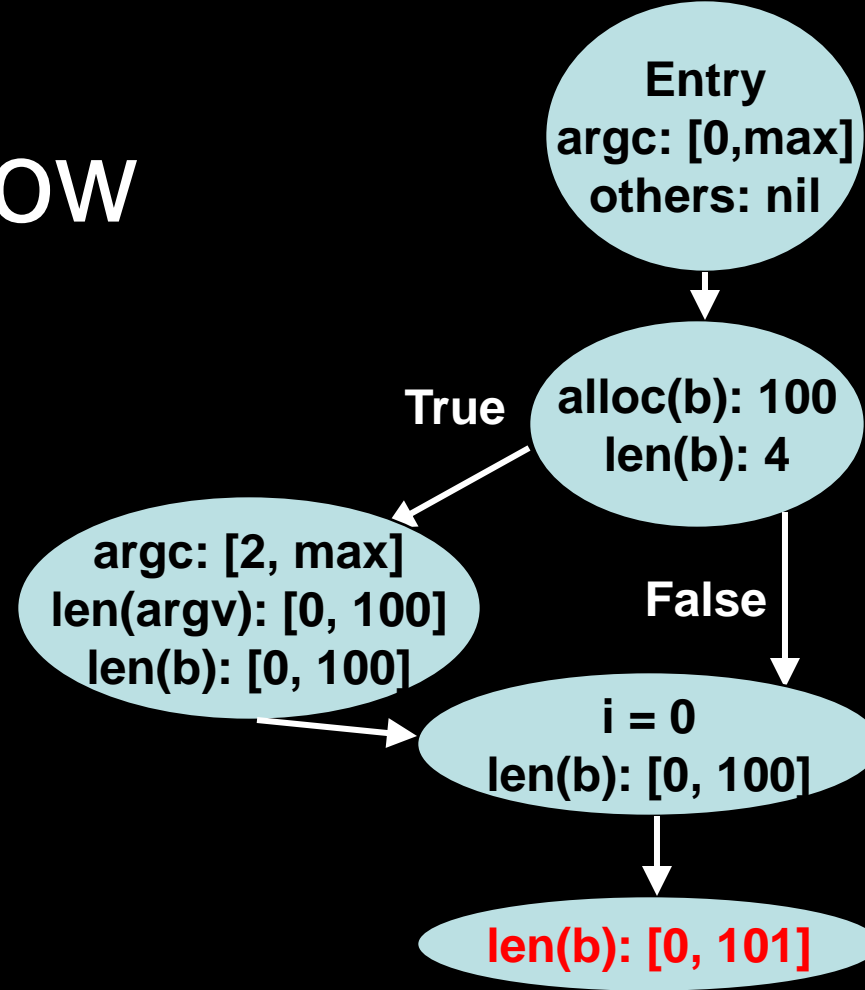 Entry
argc: [0,max]
others: nil
ow
alloc(b): 100
len(b): 4
True
argc: [2, max]
len(argv): [0, 100]
len(b): [0, 100]
False
i = 0
len(b): [0, 100]
len(b): [0, 101]